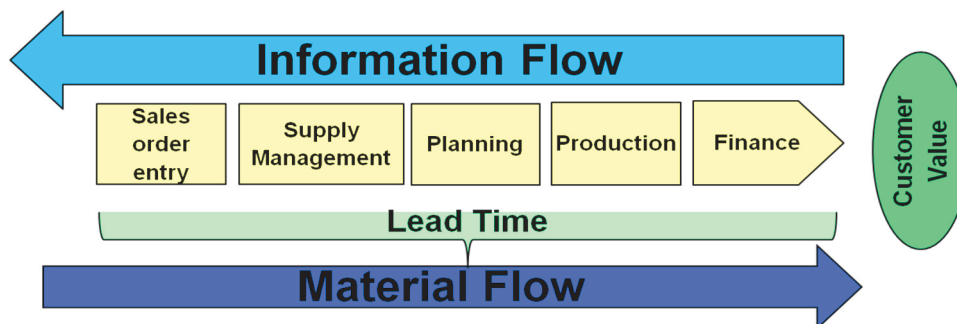 Information Flow
Sales
order
entry
Supply
Management
Planning
Production
Finance
Customer
Value
Lead Time
Material Flow